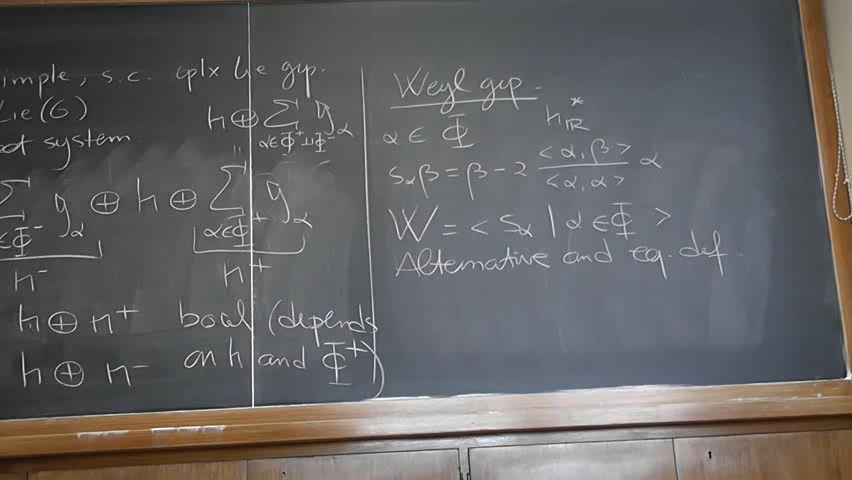 imple, s.c. cplx Lie grp.
Lie(G)
ot system
h ⊕ Σ g_α
α∈Φ⁺⊔Φ⁻
=
Σ g_α ⊕ h ⊕ Σ g_α
∈Φ⁻ α∈Φ⁺
n⁻ n⁺
h ⊕ n⁺ borel (depends
h ⊕ n⁻ on h and Φ⁺)
Weyl grp.
α ∈ Φ h_ℝ*
s_α β = β − 2 <α, β> / <α, α> α
W = < s_α | α ∈ Φ >
Alternative and eq. def.